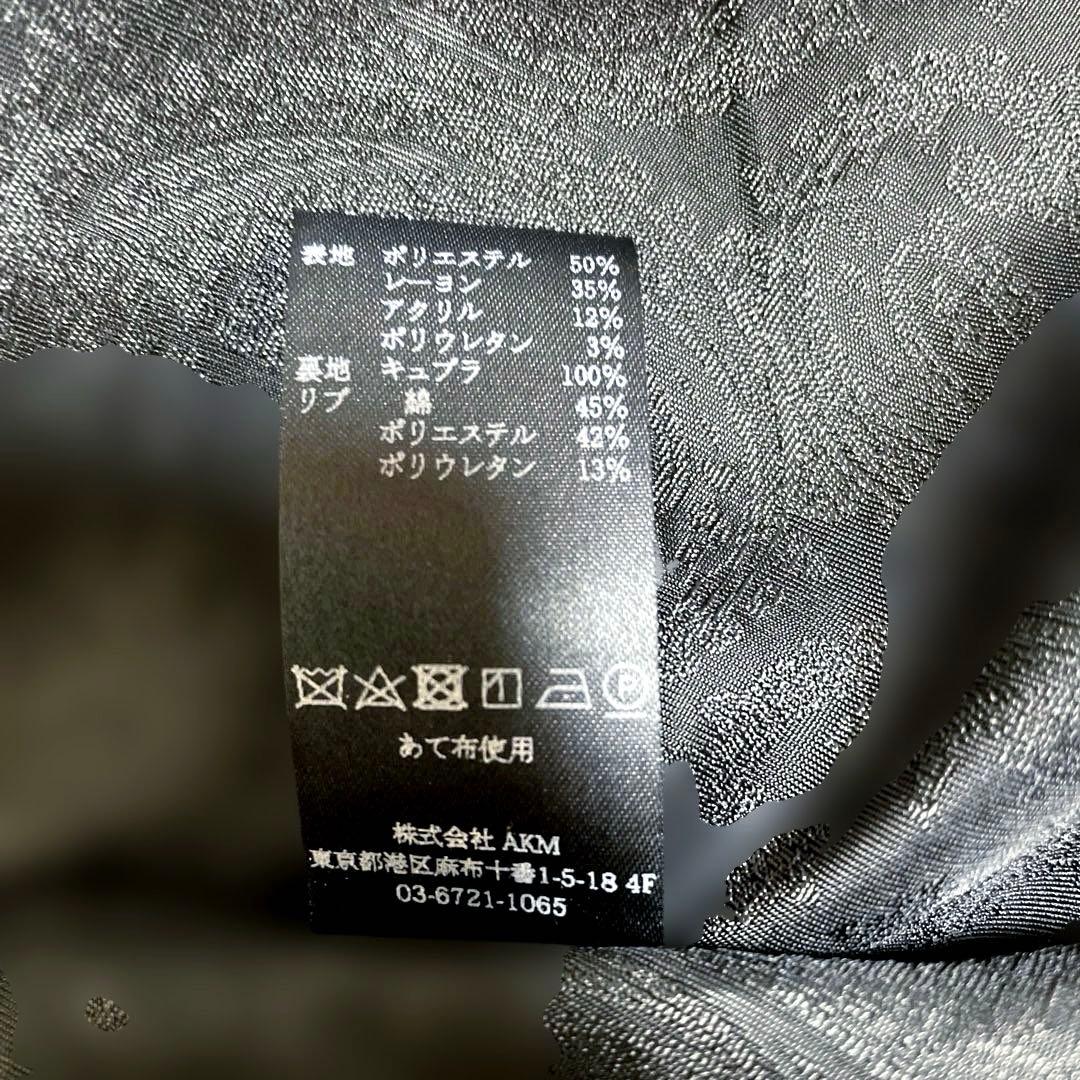 表地 ポリエステル 50%
レーヨン 35%
アクリル 12%
ポリウレタン 3%
裏地 キュプラ 100%
リブ 綿 45%
ポリエステル 42%
ポリウレタン 13%
P
あて布使用
株式会社 AKM
東京都港区麻布十番1-5-18 4F
03-6721-1065